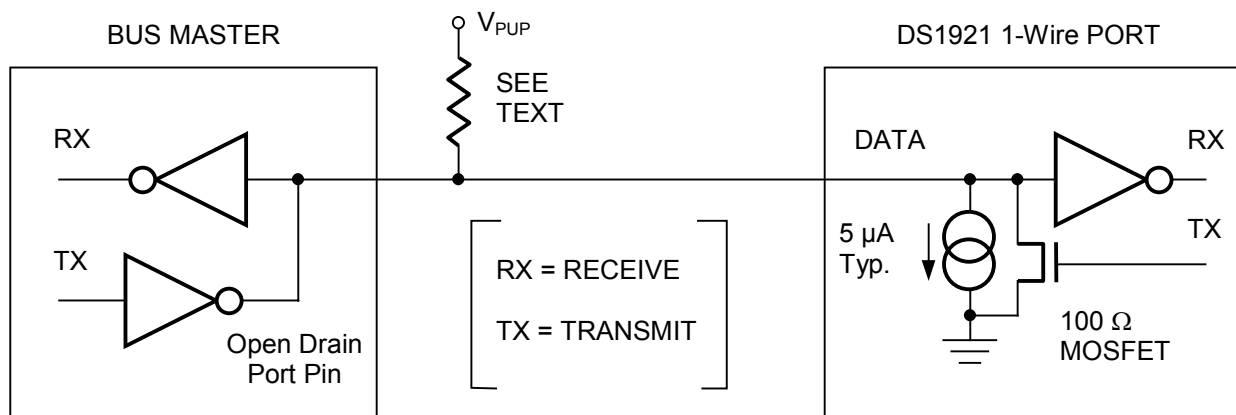 BUS MASTER
V_PUP
DS1921 1-Wire PORT
SEE
TEXT
RX
DATA
RX
TX
5 µA
Typ.
TX
RX = RECEIVE
TX = TRANSMIT
Open Drain
Port Pin
100 Ω
MOSFET